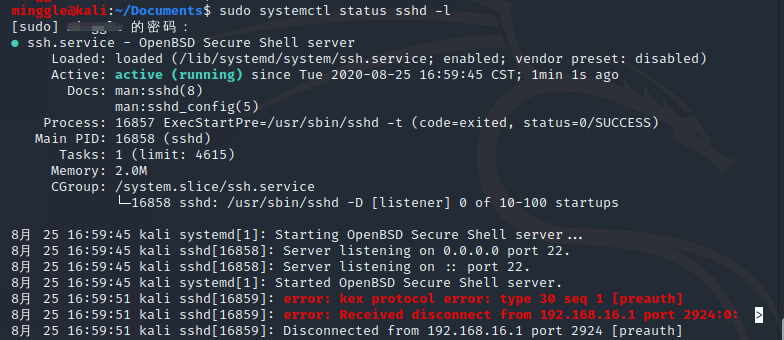 minggle@kali:~/Documents$ sudo systemctl status sshd -l
[sudo] 的密码：
● ssh.service - OpenBSD Secure Shell server
Loaded: loaded (/lib/systemd/system/ssh.service; enabled; vendor preset: disabled)
Active: active (running) since Tue 2020-08-25 16:59:45 CST; 1min 1s ago
Docs: man:sshd(8)
man:sshd_config(5)
Process: 16857 ExecStartPre=/usr/sbin/sshd -t (code=exited, status=0/SUCCESS)
Main PID: 16858 (sshd)
Tasks: 1 (limit: 4615)
Memory: 2.0M
CGroup: /system.slice/ssh.service
└─16858 sshd: /usr/sbin/sshd -D [listener] 0 of 10-100 startups
8月 25 16:59:45 kali systemd[1]: Starting OpenBSD Secure Shell server...
8月 25 16:59:45 kali sshd[16858]: Server listening on 0.0.0.0 port 22.
8月 25 16:59:45 kali sshd[16858]: Server listening on :: port 22.
8月 25 16:59:45 kali systemd[1]: Started OpenBSD Secure Shell server.
8月 25 16:59:51 kali sshd[16859]: error: kex protocol error: type 30 seq 1 [preauth]
8月 25 16:59:51 kali sshd[16859]: error: Received disconnect from 192.168.16.1 port 2924:0: >
8月 25 16:59:51 kali sshd[16859]: Disconnected from 192.168.16.1 port 2924 [preauth]